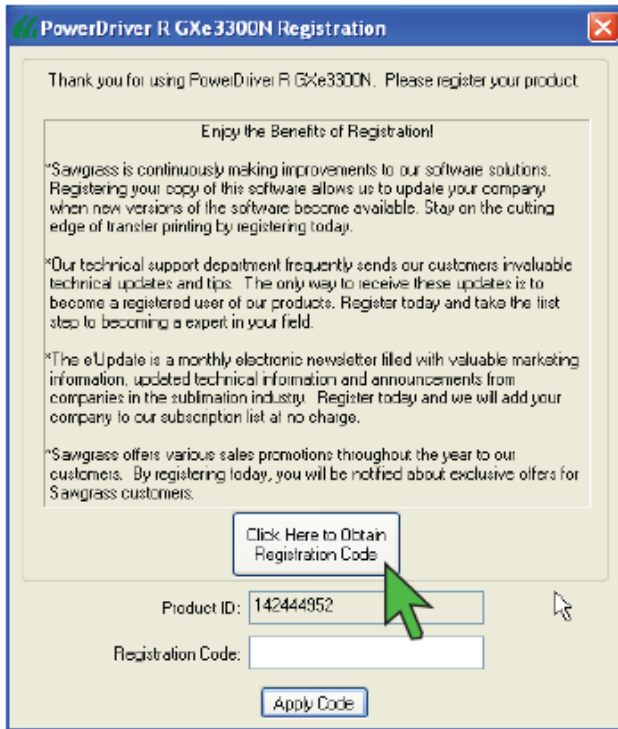 PowerDriver R GXe3300N Registration
Thank you for using PowerDriver R GXe3300N. Please register your product
Enjoy the Benefits of Registration!
*Sawgrass is continuously making improvements to our software solutions.
Registering your copy of this software allows us to update your company
when new versions of the software become available. Stay on the cutting
edge of transfer printing by registering today.
*Our technical support department frequently sends our customers invaluable
technical updates and tips. The only way to receive these updates is to
become a registered user of our products. Register today and take the first
step to becoming a expert in your field.
*The e'Update is a monthly electronic newsletter filled with valuable marketing
information, updated technical information and announcements from
companies in the sublimation industry. Register today and we will add your
company to our subscription list at no charge.
*Sawgrass offers various sales promotions throughout the year to our
customers. By registering today, you will be notified about exclusive offers for
Sawgrass customers.
Click Here to Obtain
Registration Code
Product ID: 142444952
Registration Code:
Apply Code